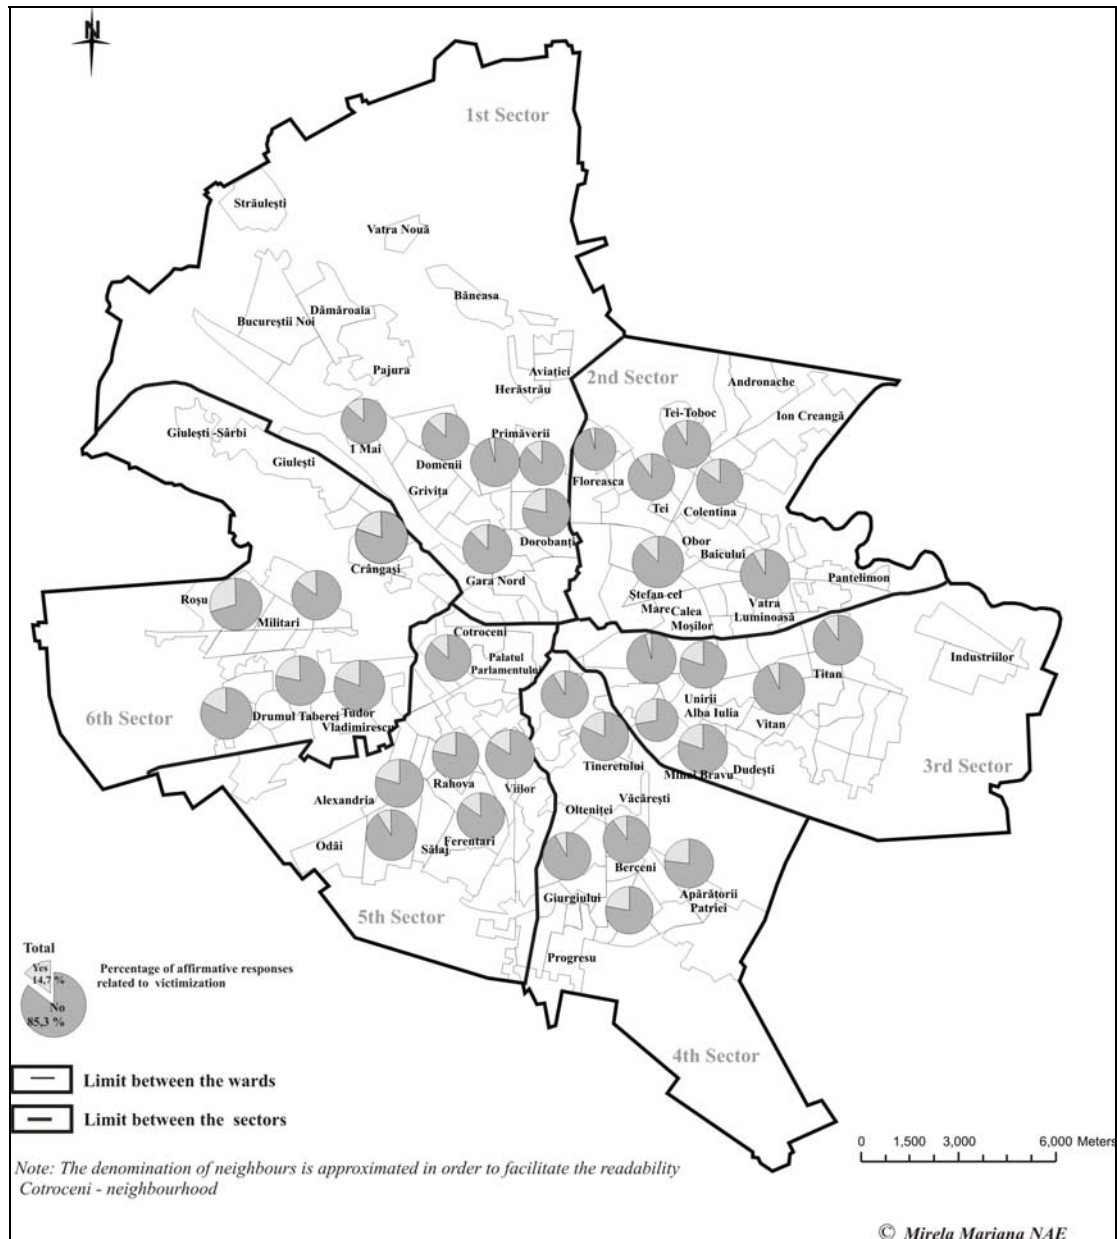 N
1st Sector
Străulești
Vatra Nouă
Băneasa
Dămăroaia
Bucureștii Noi
Pajura
Aviației
Herăstrău
2nd Sector
Andronache
Ion Creangă
Tei-Toboc
Giulești -Sârbi
Giulești
1 Mai
Domenii
Primăverii
Grivița
Floreasca
Tei
Colentina
Dorobanți
Obor
Baicului
Crângași
Gara Nord
Pantelimon
Roșu
Militari
Ștefan cel
Mare
Calea
Moșilor
Vatra
Luminoasă
Cotroceni
Palatul
Parlamentului
Industriilor
Titan
Unirii
Alba Iulia
Vitan
6th Sector
Drumul Taberei
Tudor
Vladimirescu
Tineretului
Mihai Bravu
Dudești
3rd Sector
Rahova
Viilor
Alexandria
Văcărești
Olteniței
Odăi
Sălaj
Ferentari
Berceni
Giurgiului
Apărătorii
Patriei
5th Sector
Progresu
4th Sector
Total
Yes
14,7 %
No
85,3 %
Percentage of affirmative responses
related to victimization
Limit between the wards
Limit between the sectors
0 1,500 3,000 6,000 Meters
Note: The denomination of neighbours is approximated in order to facilitate the readability
Cotroceni - neighbourhood
© Mirela Mariana NAE